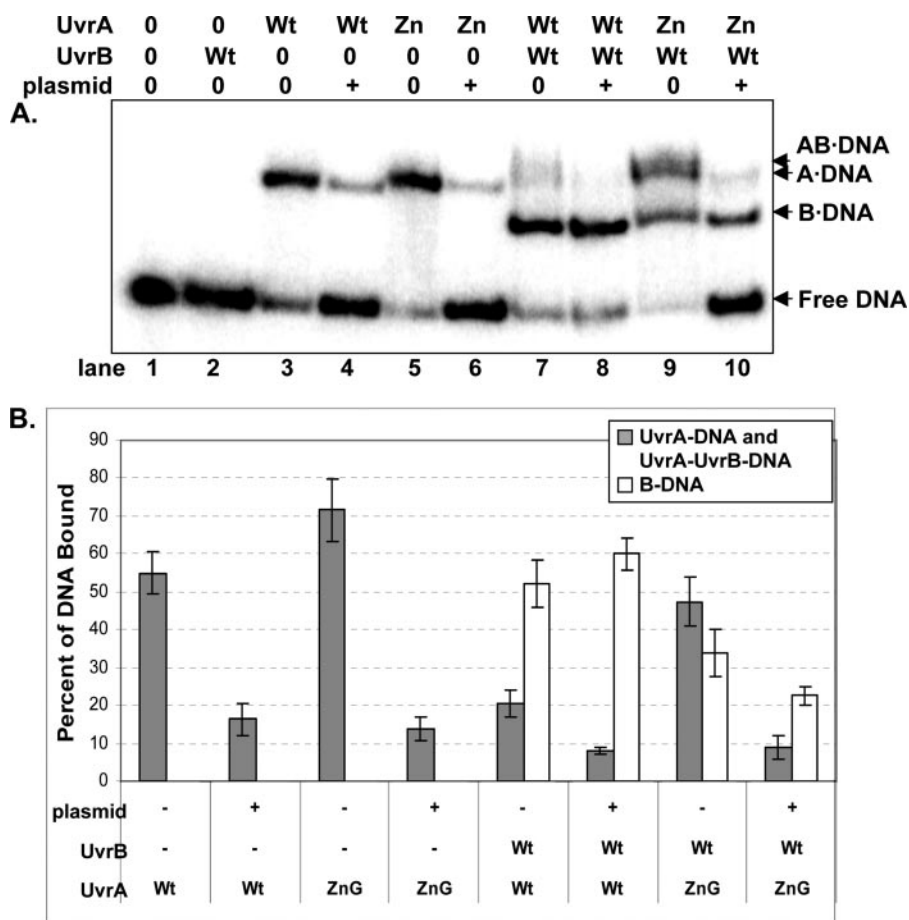 UvrA 0 0 Wt Wt Zn Zn Wt Wt Zn Zn
UvrB 0 Wt 0 0 0 0 Wt Wt Wt Wt
plasmid 0 0 0 + 0 + 0 + 0 +
A.
AB·DNA
A·DNA
B·DNA
Free DNA
lane 1 2 3 4 5 6 7 8 9 10
B.
UvrA-DNA and
UvrA-UvrB-DNA
B-DNA
Percent of DNA Bound
90
80
70
60
50
40
30
20
10
0
plasmid - + - + - + - +
UvrB - - - - Wt Wt Wt Wt
UvrA Wt Wt ZnG ZnG Wt Wt ZnG ZnG